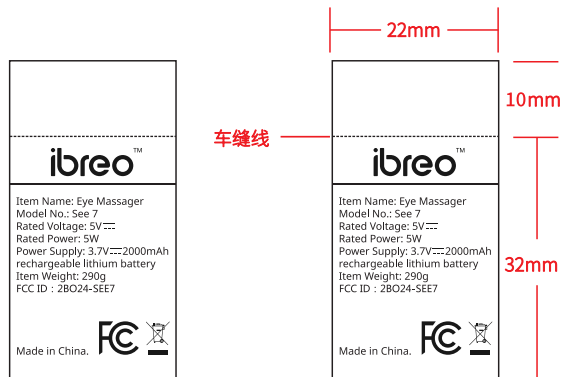 22mm
10mm
车缝线
32mm
ibreo™
Item Name: Eye Massager
Model No.: See 7
Rated Voltage: 5V⎓
Rated Power: 5W
Power Supply: 3.7V⎓2000mAh
rechargeable lithium battery
Item Weight: 290g
FCC ID : 2BO24-SEE7
Made in China.
FC
ibreo™
Item Name: Eye Massager
Model No.: See 7
Rated Voltage: 5V⎓
Rated Power: 5W
Power Supply: 3.7V⎓2000mAh
rechargeable lithium battery
Item Weight: 290g
FCC ID : 2BO24-SEE7
Made in China.
FC